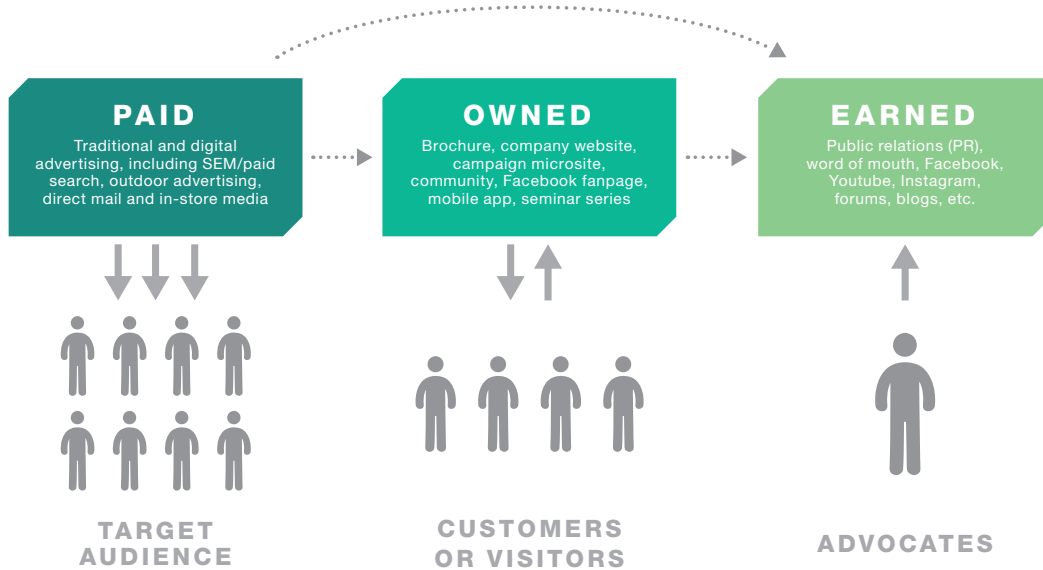 PAID
Traditional and digital
advertising, including SEM/paid
search, outdoor advertising,
direct mail and in-store media
OWNED
Brochure, company website,
campaign microsite,
community, Facebook fanpage,
mobile app, seminar series
EARNED
Public relations (PR),
word of mouth, Facebook,
Youtube, Instagram,
forums, blogs, etc.
TARGET
AUDIENCE
CUSTOMERS
OR VISITORS
ADVOCATES